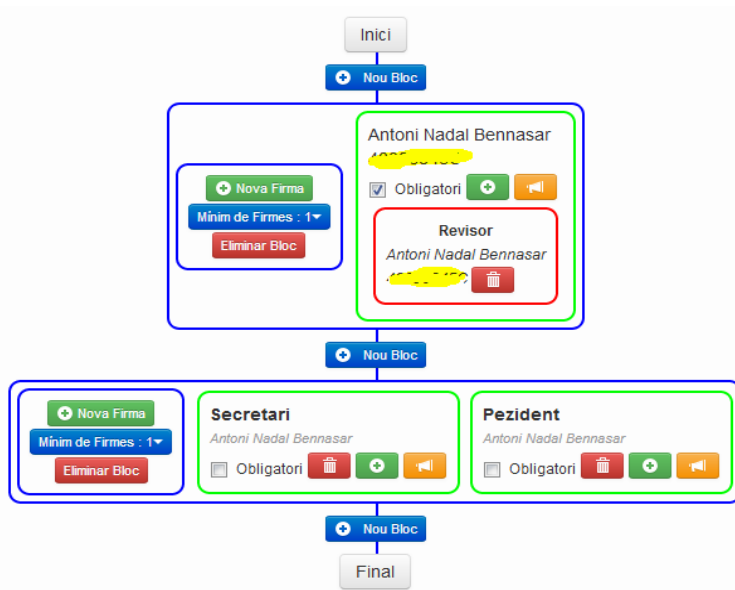 Inici
Nou Bloc
Antoni Nadal Bennasar
Nova Firma
Obligatori
Mínim de Firmes : 1
Eliminar Bloc
Revisor
Antoni Nadal Bennasar
Nou Bloc
Nova Firma
Mínim de Firmes : 1
Eliminar Bloc
Secretari
Antoni Nadal Bennasar
Obligatori
Pezident
Antoni Nadal Bennasar
Obligatori
Nou Bloc
Final